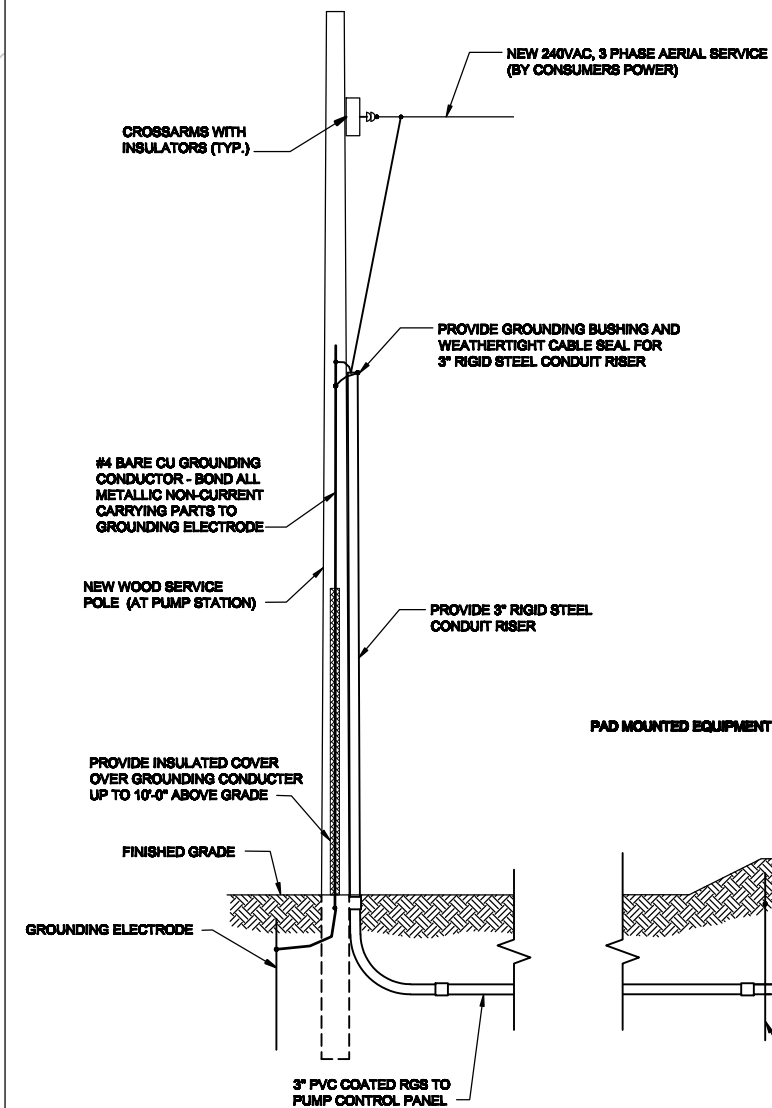 NEW 240VAC, 3 PHASE AERIAL SERVICE
(BY CONSUMERS POWER)
CROSSARMS WITH
INSULATORS (TYP.)
PROVIDE GROUNDING BUSHING AND
WEATHERTIGHT CABLE SEAL FOR
3" RIGID STEEL CONDUIT RISER
#4 BARE CU GROUNDING
CONDUCTOR - BOND ALL
METALLIC NON-CURRENT
CARRYING PARTS TO
GROUNDING ELECTRODE
NEW WOOD SERVICE
POLE (AT PUMP STATION)
PROVIDE 3" RIGID STEEL
CONDUIT RISER
PAD MOUNTED EQUIPMENT
PROVIDE INSULATED COVER
OVER GROUNDING CONDUCTER
UP TO 10'-0" ABOVE GRADE
FINISHED GRADE
GROUNDING ELECTRODE
3" PVC COATED RGS TO
PUMP CONTROL PANEL